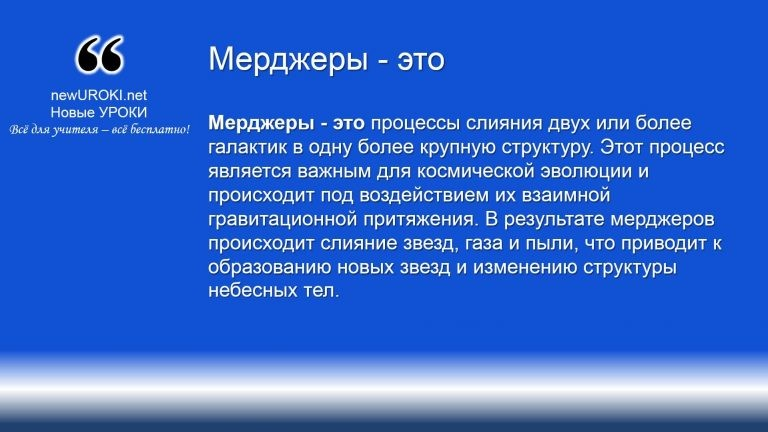 newUROKI.net
Новые УРОКИ
Всё для учителя – всё бесплатно!
Мерджеры - это
Мерджеры - это процессы слияния двух или более
галактик в одну более крупную структуру. Этот процесс
является важным для космической эволюции и
происходит под воздействием их взаимной
гравитационной притяжения. В результате мерджеров
происходит слияние звезд, газа и пыли, что приводит к
образованию новых звезд и изменению структуры
небесных тел.